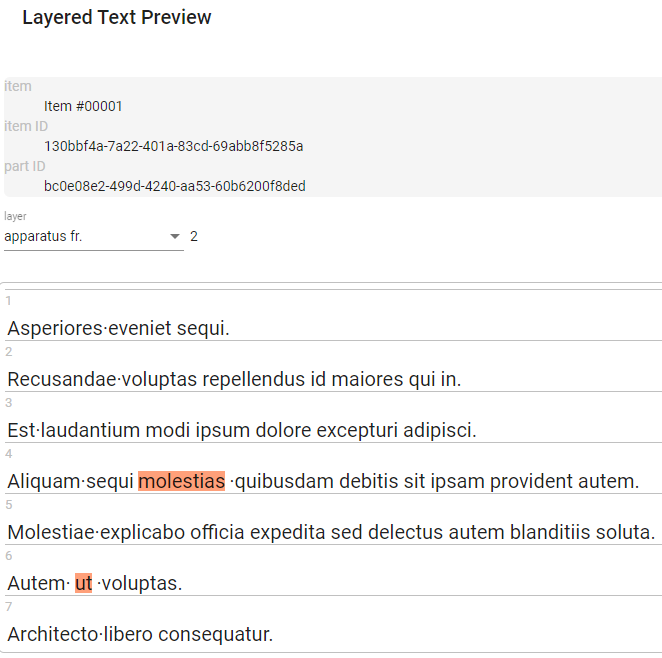 Layered Text Preview
item
Item #00001
item ID
130bbf4a-7a22-401a-83cd-69abb8f5285a
part ID
bc0e08e2-499d-4240-aa53-60b6200f8ded
layer
apparatus fr. 2
1
Asperiores·eveniet sequi.
2
Recusandae·voluptas repellendus id maiores qui in.
3
Est·laudantium modi ipsum dolore excepturi adipisci.
4
Aliquam·sequi molestias ·quibusdam debitis sit ipsam provident autem.
5
Molestiae·explicabo officia expedita sed delectus autem blanditiis soluta.
6
Autem· ut ·voluptas.
7
Architecto·libero consequatur.